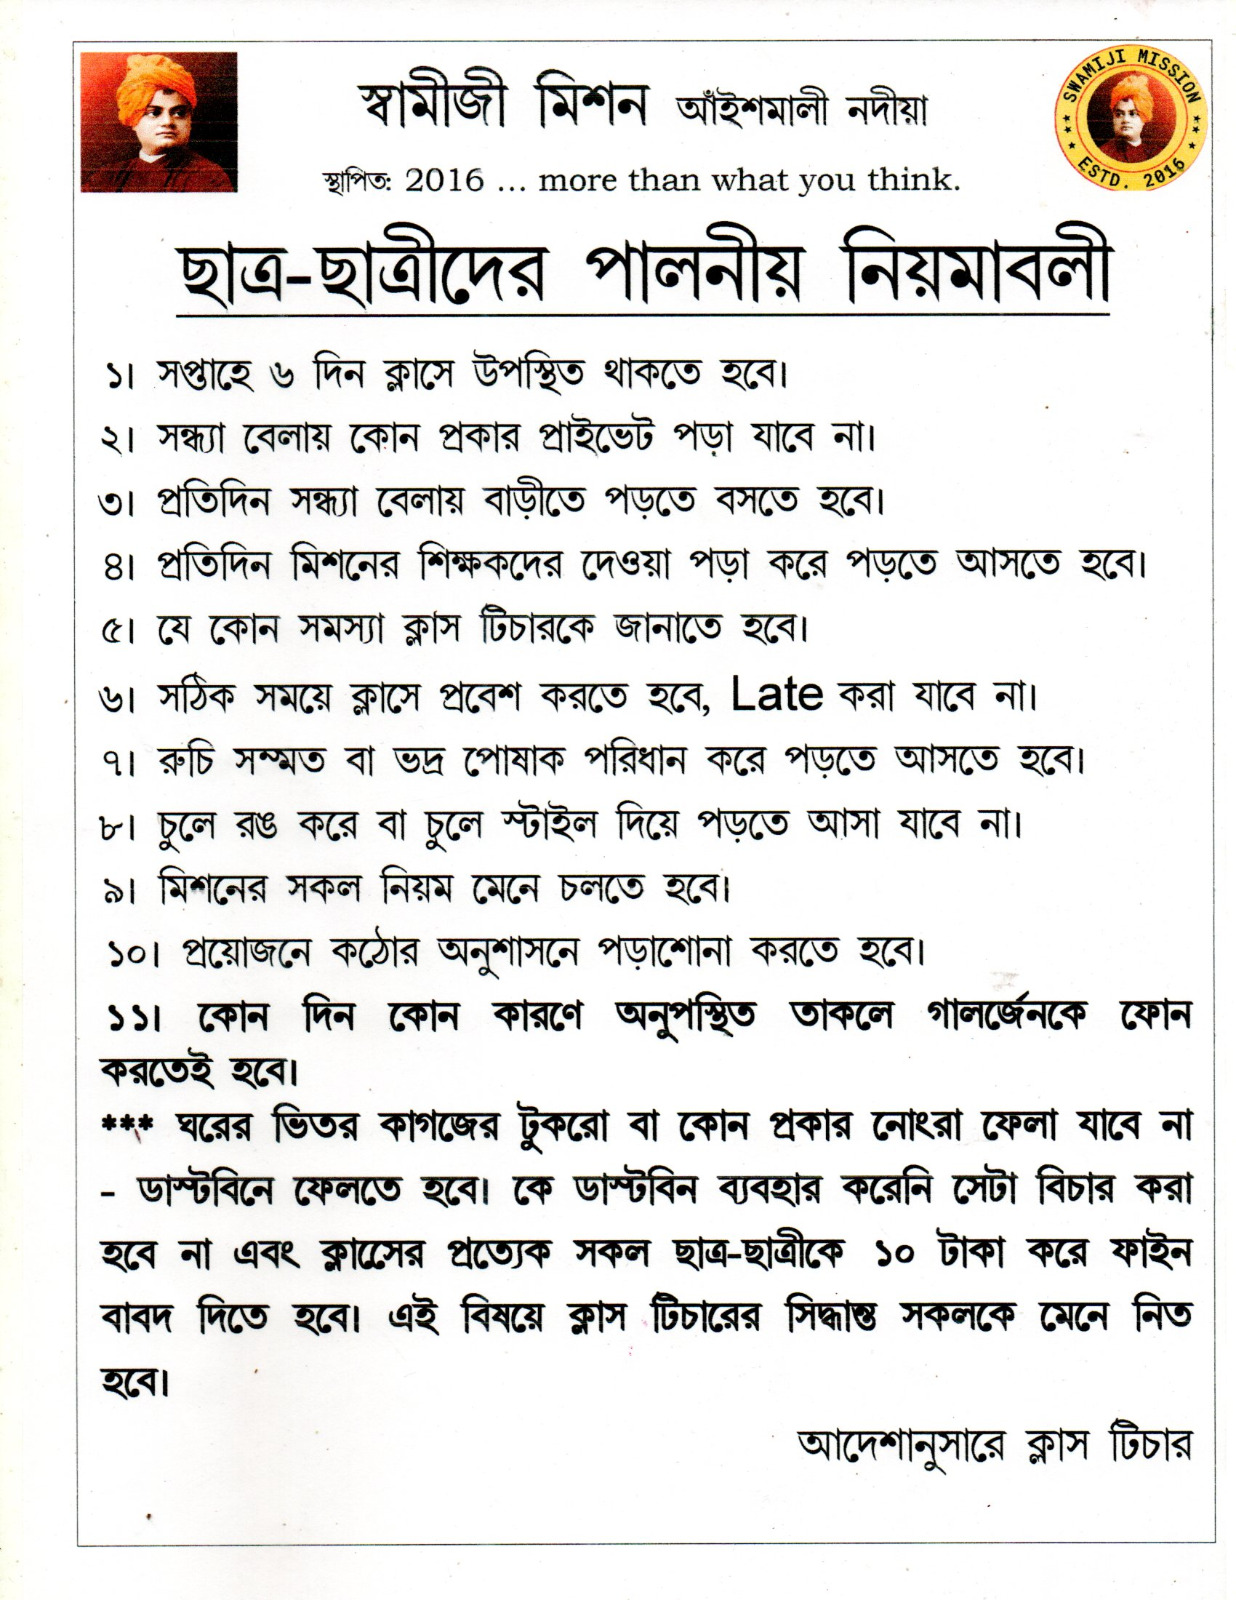 স্বামীজী মিশন আঁইশমালী নদীয়া
SWAMIJI MISSION
ESTD. 2016
স্থাপিত: 2016 ... more than what you think.
ছাত্র-ছাত্রীদের পালনীয় নিয়মাবলী
১। সপ্তাহে ৬ দিন ক্লাসে উপস্থিত থাকতে হবে।
২। সন্ধ্যা বেলায় কোন প্রকার প্রাইভেট পড়া যাবে না।
৩। প্রতিদিন সন্ধ্যা বেলায় বাড়ীতে পড়তে বসতে হবে।
৪। প্রতিদিন মিশনের শিক্ষকদের দেওয়া পড়া করে পড়তে আসতে হবে।
৫। যে কোন সমস্যা ক্লাস টিচারকে জানাতে হবে।
৬। সঠিক সময়ে ক্লাসে প্রবেশ করতে হবে, Late করা যাবে না।
৭। রুচি সম্মত বা ভদ্র পোষাক পরিধান করে পড়তে আসতে হবে।
৮। চুলে রঙ করে বা চুলে স্টাইল দিয়ে পড়তে আসা যাবে না।
৯। মিশনের সকল নিয়ম মেনে চলতে হবে।
১০। প্রয়োজনে কঠোর অনুশাসনে পড়াশোনা করতে হবে।
১১। কোন দিন কোন কারণে অনুপস্থিত তাকলে গালর্জেনকে ফোন
করতেই হবে।
*** ঘরের ভিতর কাগজের টুকরো বা কোন প্রকার নোংরা ফেলা যাবে না
- ডাস্টবিনে ফেলতে হবে। কে ডাস্টবিন ব্যবহার করেনি সেটা বিচার করা
হবে না এবং ক্লাসেের প্রত্যেক সকল ছাত্র-ছাত্রীকে ১০ টাকা করে ফাইন
বাবদ দিতে হবে। এই বিষয়ে ক্লাস টিচারের সিদ্ধান্ত সকলকে মেনে নিত
হবে।
আদেশানুসারে ক্লাস টিচার